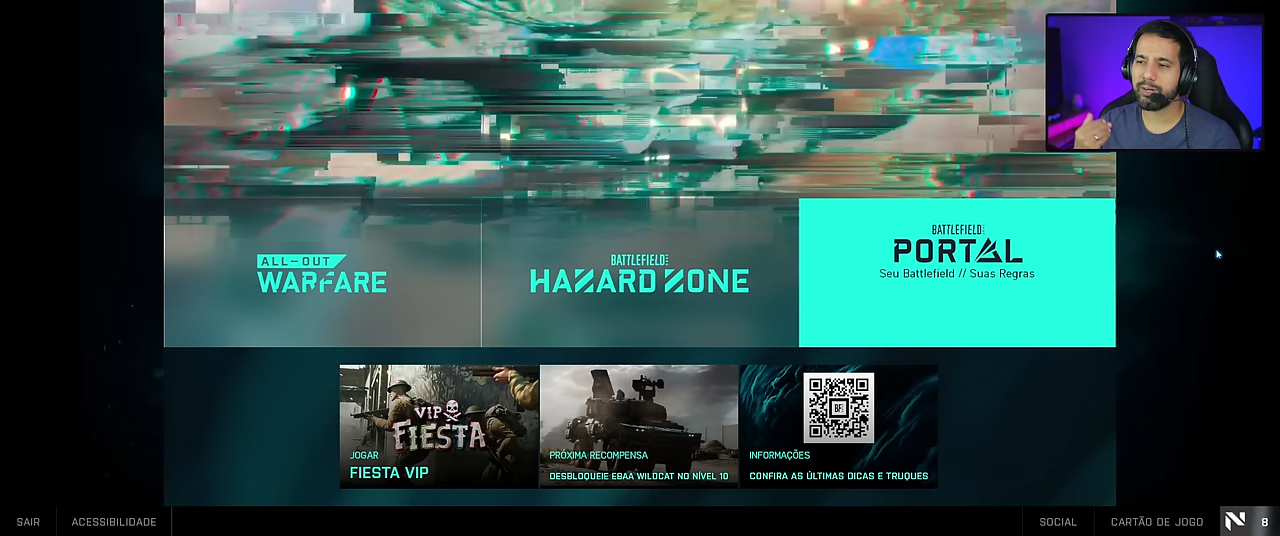 ALL-OUT
WARFARE
BATTLEFIELD
HAZARD ZONE
BATTLEFIELD
PORTAL
Seu Battlefield // Suas Regras
VIP
FIESTA
JOGAR
FIESTA VIP
PRÓXIMA RECOMPENSA
DESBLOQUEIE EBAA WILDCAT NO NÍVEL 10
BF
INFORMAÇÕES
CONFIRA AS ÚLTIMAS DICAS E TRUQUES
SAIR
ACESSIBILIDADE
SOCIAL
CARTÃO DE JOGO
8